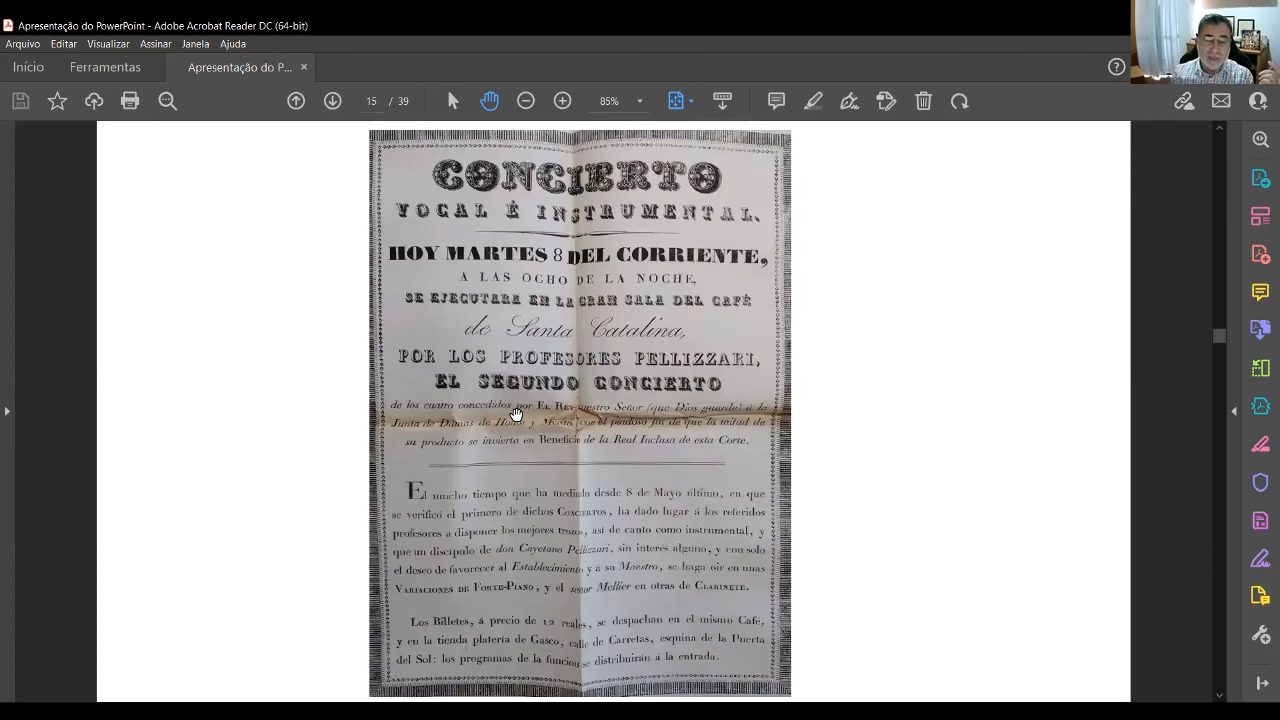 Apresentação do PowerPoint - Adobe Acrobat Reader DC (64-bit)
Arquivo Editar Visualizar Assinar Janela Ajuda
Início Ferramentas Apresentação do P... ×
15 / 39 85%
CONCIERTO
VOCAL É INSTRUMENTAL.
HOY MARTES 8 DEL CORRIENTE,
A LAS OCHO DE LA NOCHE,
SE EJECUTARA EN LA GRAN SALA DEL CAFÉ
de Santa Catalina,
POR LOS PROFESORES PELLIZZARI,
EL SEGUNDO CONCIERTO
de los cuatro concedidos por EL REY nuestro Señor (que Dios guarde) á la
Junta de Damas de Honor y Mérito, con el piadoso fin de que la mitad de
su producto se invierta en Beneficio de la Real Inclusa de esta Corte.
El mucho tiempo que ha mediado desde 8 de Mayo último, en que
se verificó el primero de dichos CONCIERTOS, ha dado lugar á los referidos
profesores á disponer los mejores trozos, asi de canto como instrumental, y
que un discípulo de don Cayetano Pellizzari, sin interes alguno, y con solo
el deseo de favorecer al Establecimiento y á su Maestro, se haga oir en unas
VARIACIONES DE FORTE-PIANO, y el señor Mellier en otras de CLARINETE.
Los Billetes, á precio de 12 reales, se despachan en el mismo Café,
y en la tienda platería de Gasca, calle de Carretas, esquina de la Puerta
del Sol: los programas de la funcion se distribuirán á la entrada.